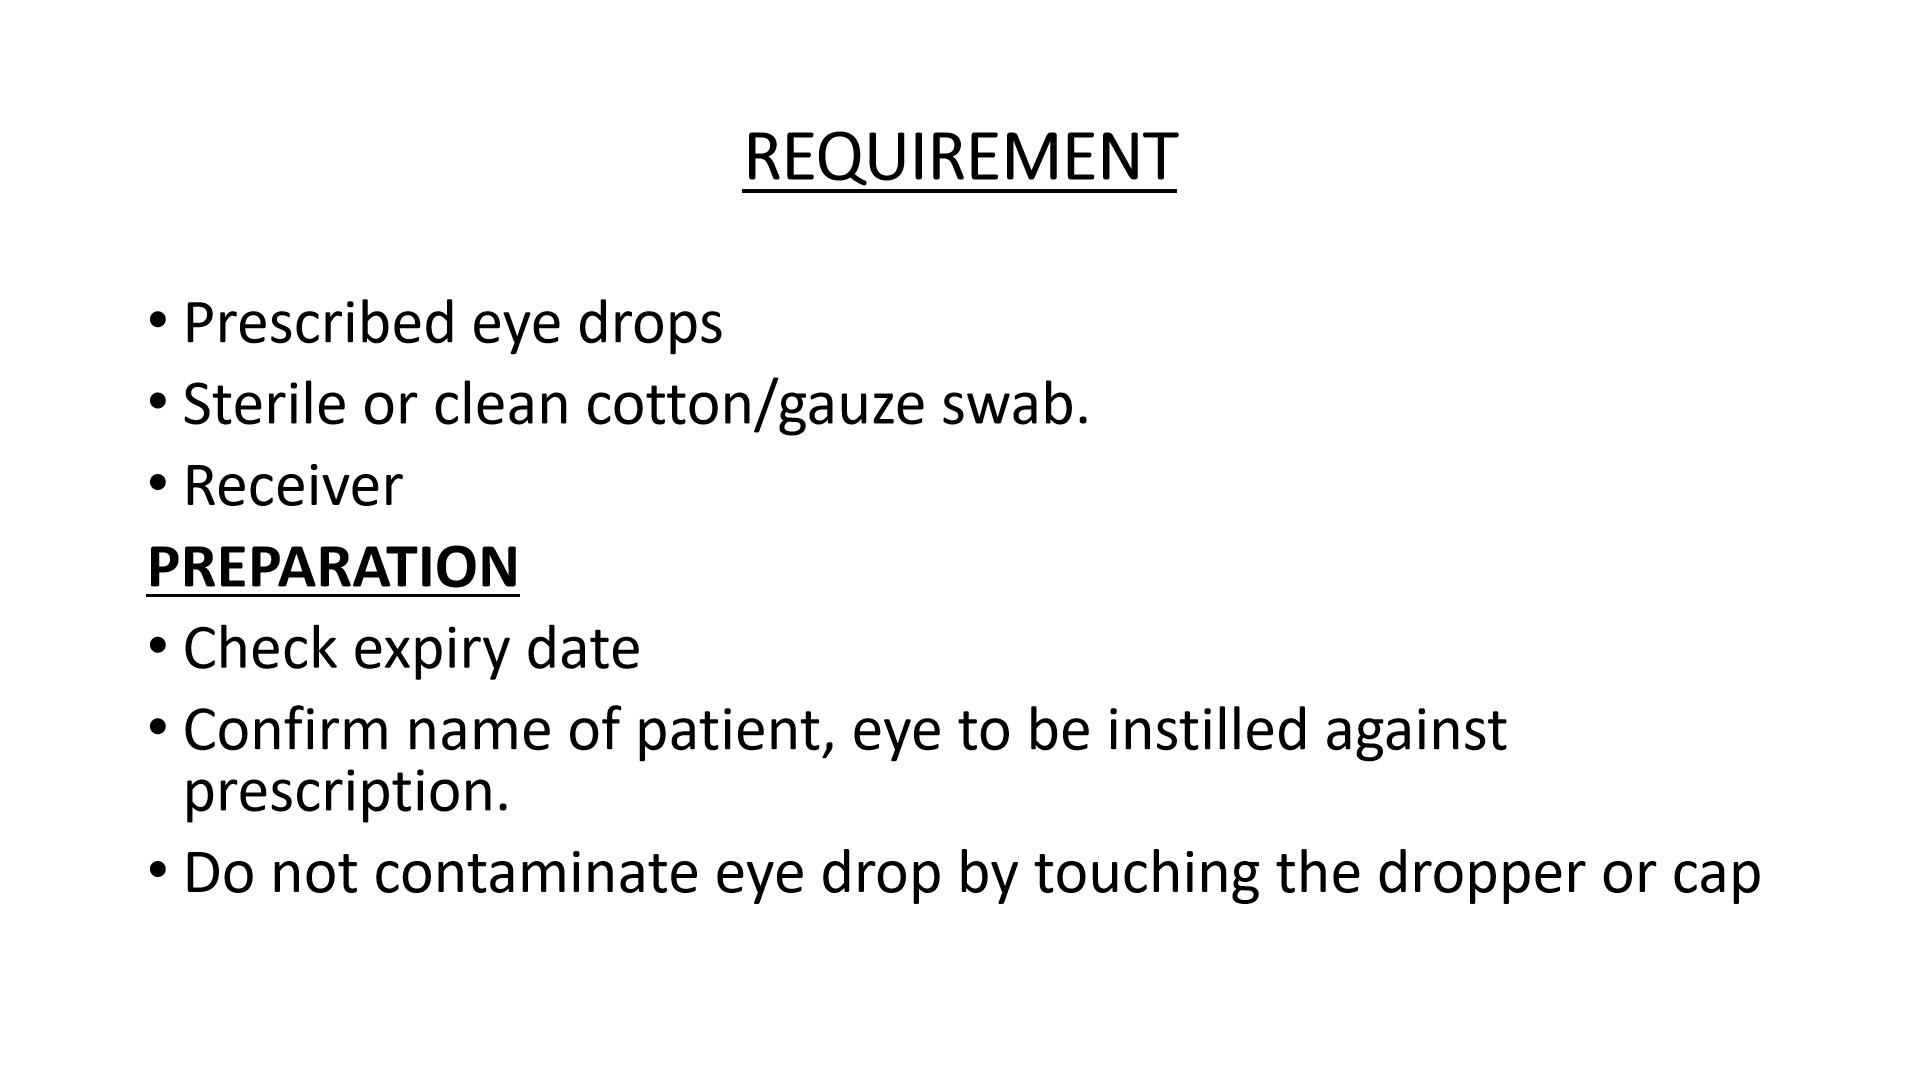 REQUIREMENT
• Prescribed eye drops
• Sterile or clean cotton/gauze swab.
• Receiver
PREPARATION
• Check expiry date
• Confirm name of patient, eye to be instilled against
prescription.
• Do not contaminate eye drop by touching the dropper or cap